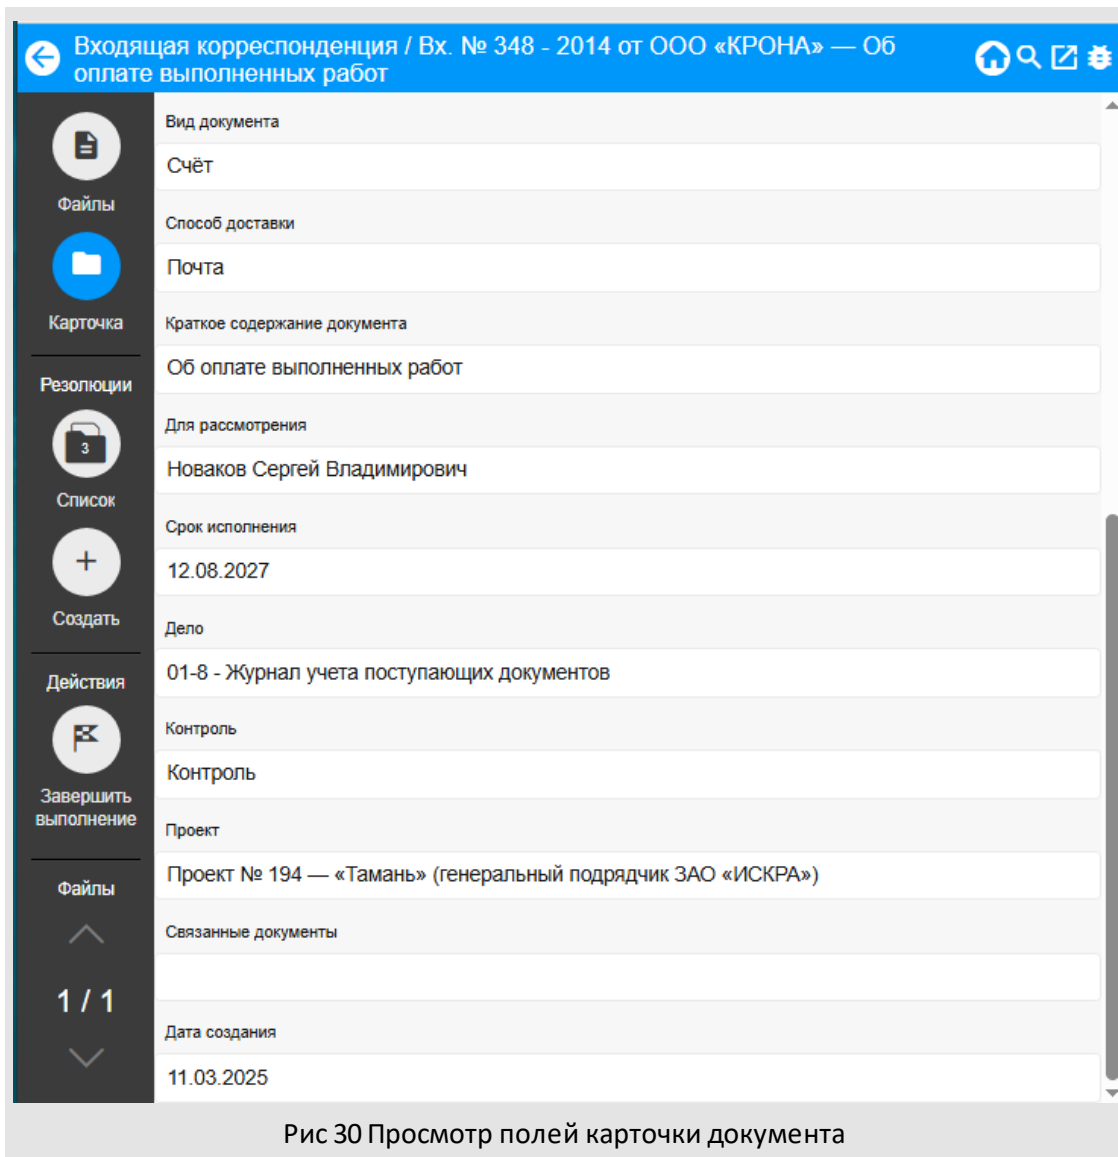 Входящая корреспонденция / Вх. № 348 - 2014 от ООО «КРОНА» — Об
оплате выполненных работ
Файлы
Карточка
Резолюции
3
Список
Создать
Действия
Завершить
выполнение
Файлы
1 / 1
Вид документа
Счёт
Способ доставки
Почта
Краткое содержание документа
Об оплате выполненных работ
Для рассмотрения
Новаков Сергей Владимирович
Срок исполнения
12.08.2027
Дело
01-8 - Журнал учета поступающих документов
Контроль
Контроль
Проект
Проект № 194 — «Тамань» (генеральный подрядчик ЗАО «ИСКРА»)
Связанные документы
Дата создания
11.03.2025
Рис 30 Просмотр полей карточки документа